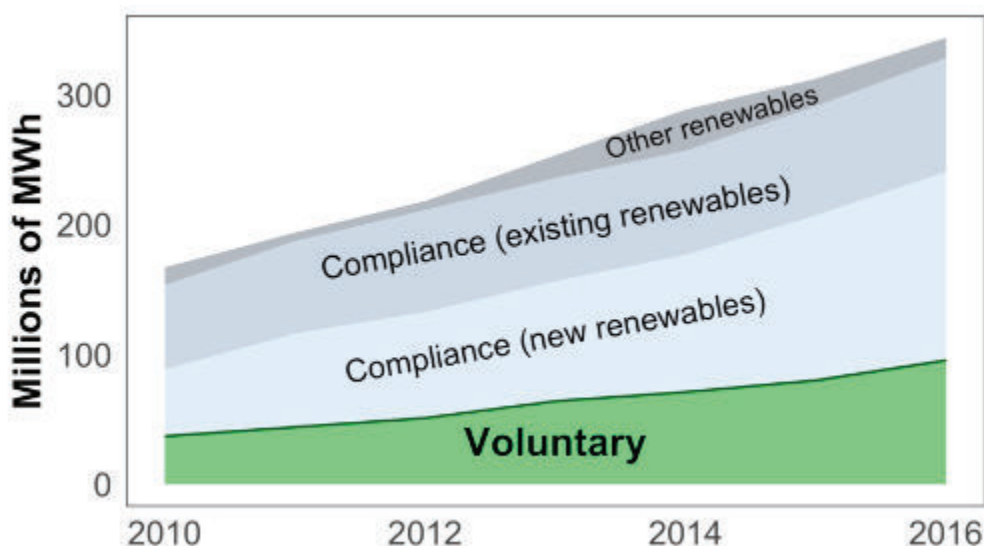 Millions of MWh
300
200
100
0
Other renewables
Compliance (existing renewables)
Compliance (new renewables)
Voluntary
2010
2012
2014
2016